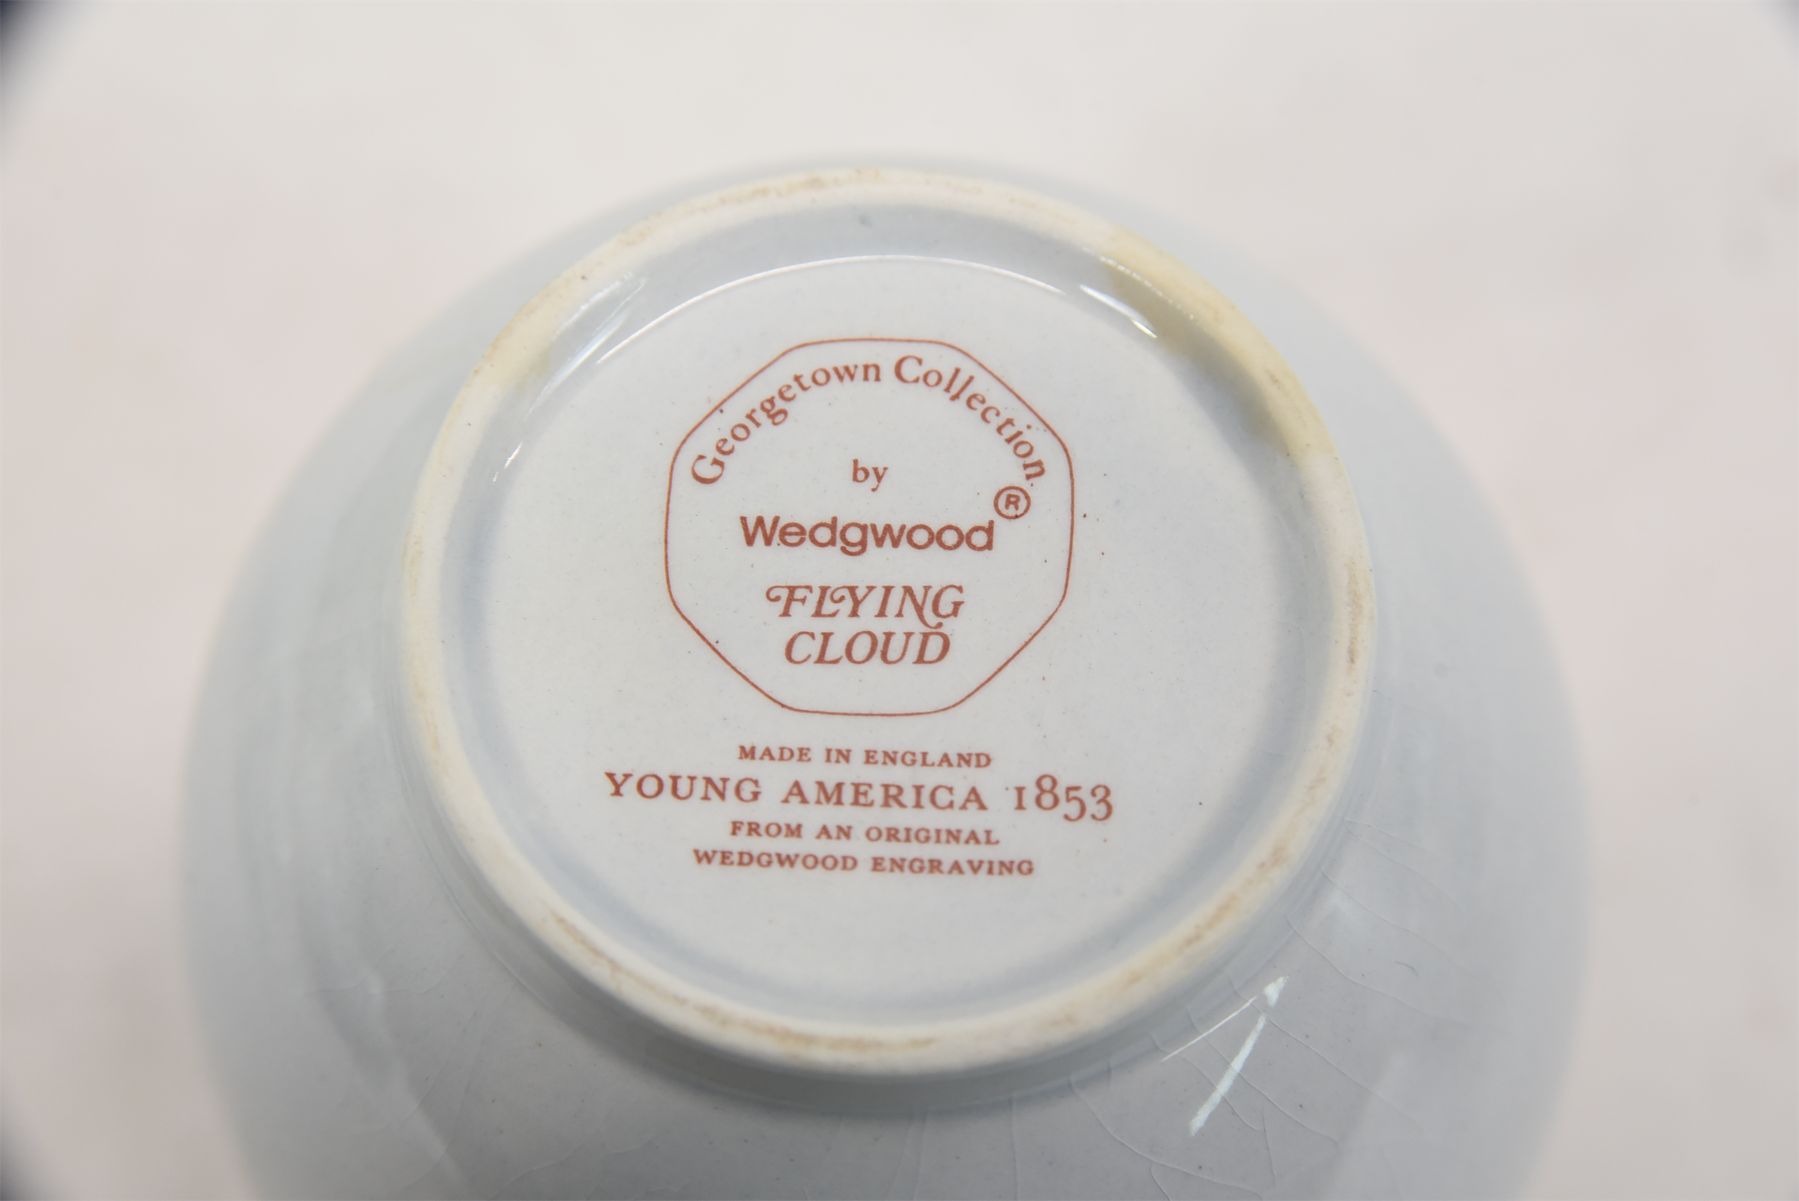 Georgetown Collection
by
Wedgwood®
FLYING
CLOUD
MADE IN ENGLAND
YOUNG AMERICA 1853
FROM AN ORIGINAL
WEDGWOOD ENGRAVING